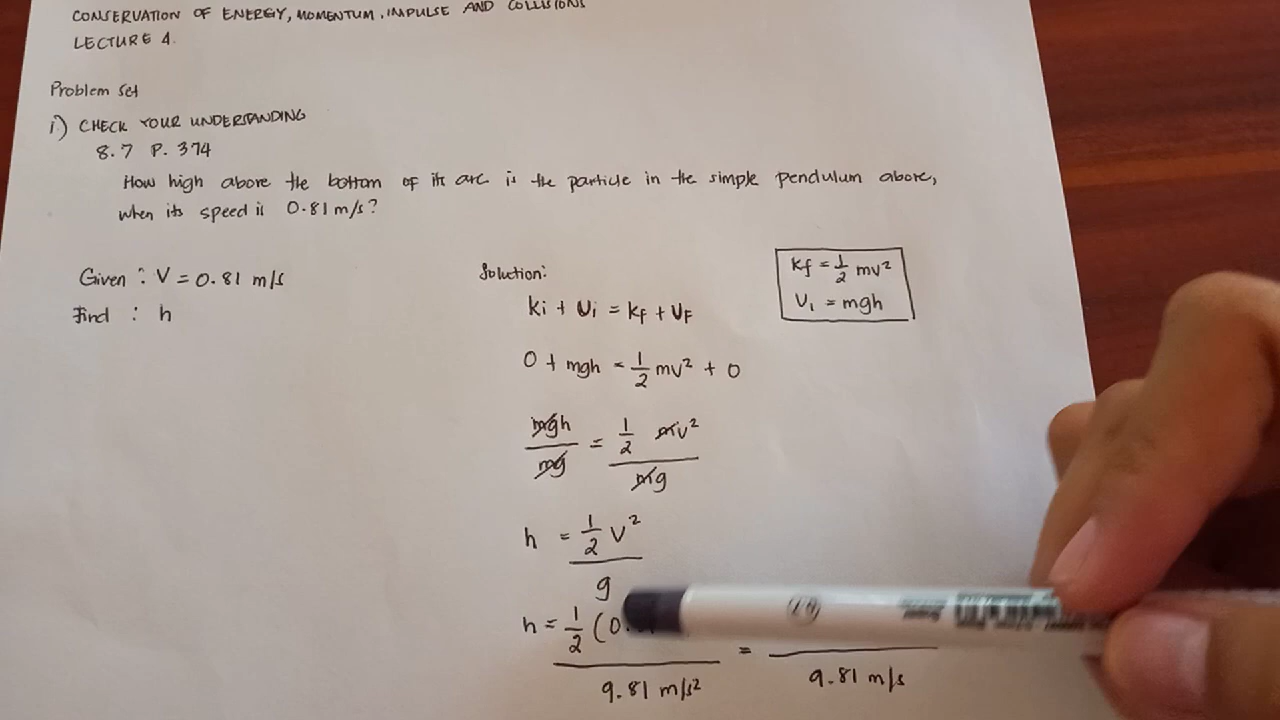 CONSERVATION OF ENERGY, MOMENTUM, IMPULSE AND COLLISIONS
LECTURE 4.
Problem Set
1.) CHECK YOUR UNDERSTANDING
8.7 P. 374
How high above the bottom of its arc is the particle in the simple pendulum above,
when its speed is 0.81 m/s?
Given : V = 0.81 m/s
Find : h
Solution:
Ki + Ui = Kf + UF
0 + mgh = 1/2 mv² + 0
mgh/mg = 1/2 mv²/mg
h = 1/2 V²/g
h = 1/2 (0. / 9.81 m/s² = / 9.81 m/s
Kf = 1/2 mv²
Ui = mgh